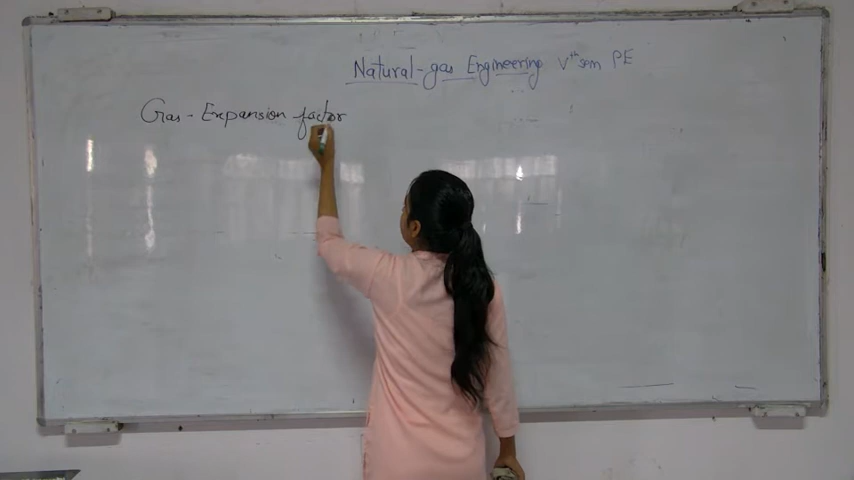 Natural-gas Engineering Vth sem PE
Gas - Expansion factor